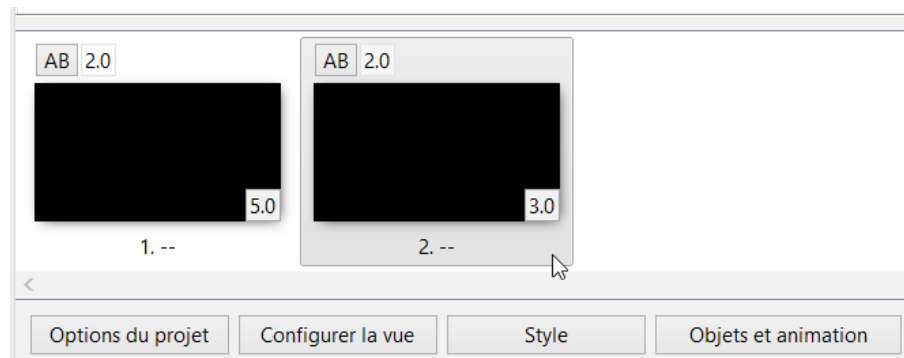 AB 2.0 AB 2.0
5.0 3.0
1. -- 2. --
Options du projet Configurer la vue Style Objets et animation